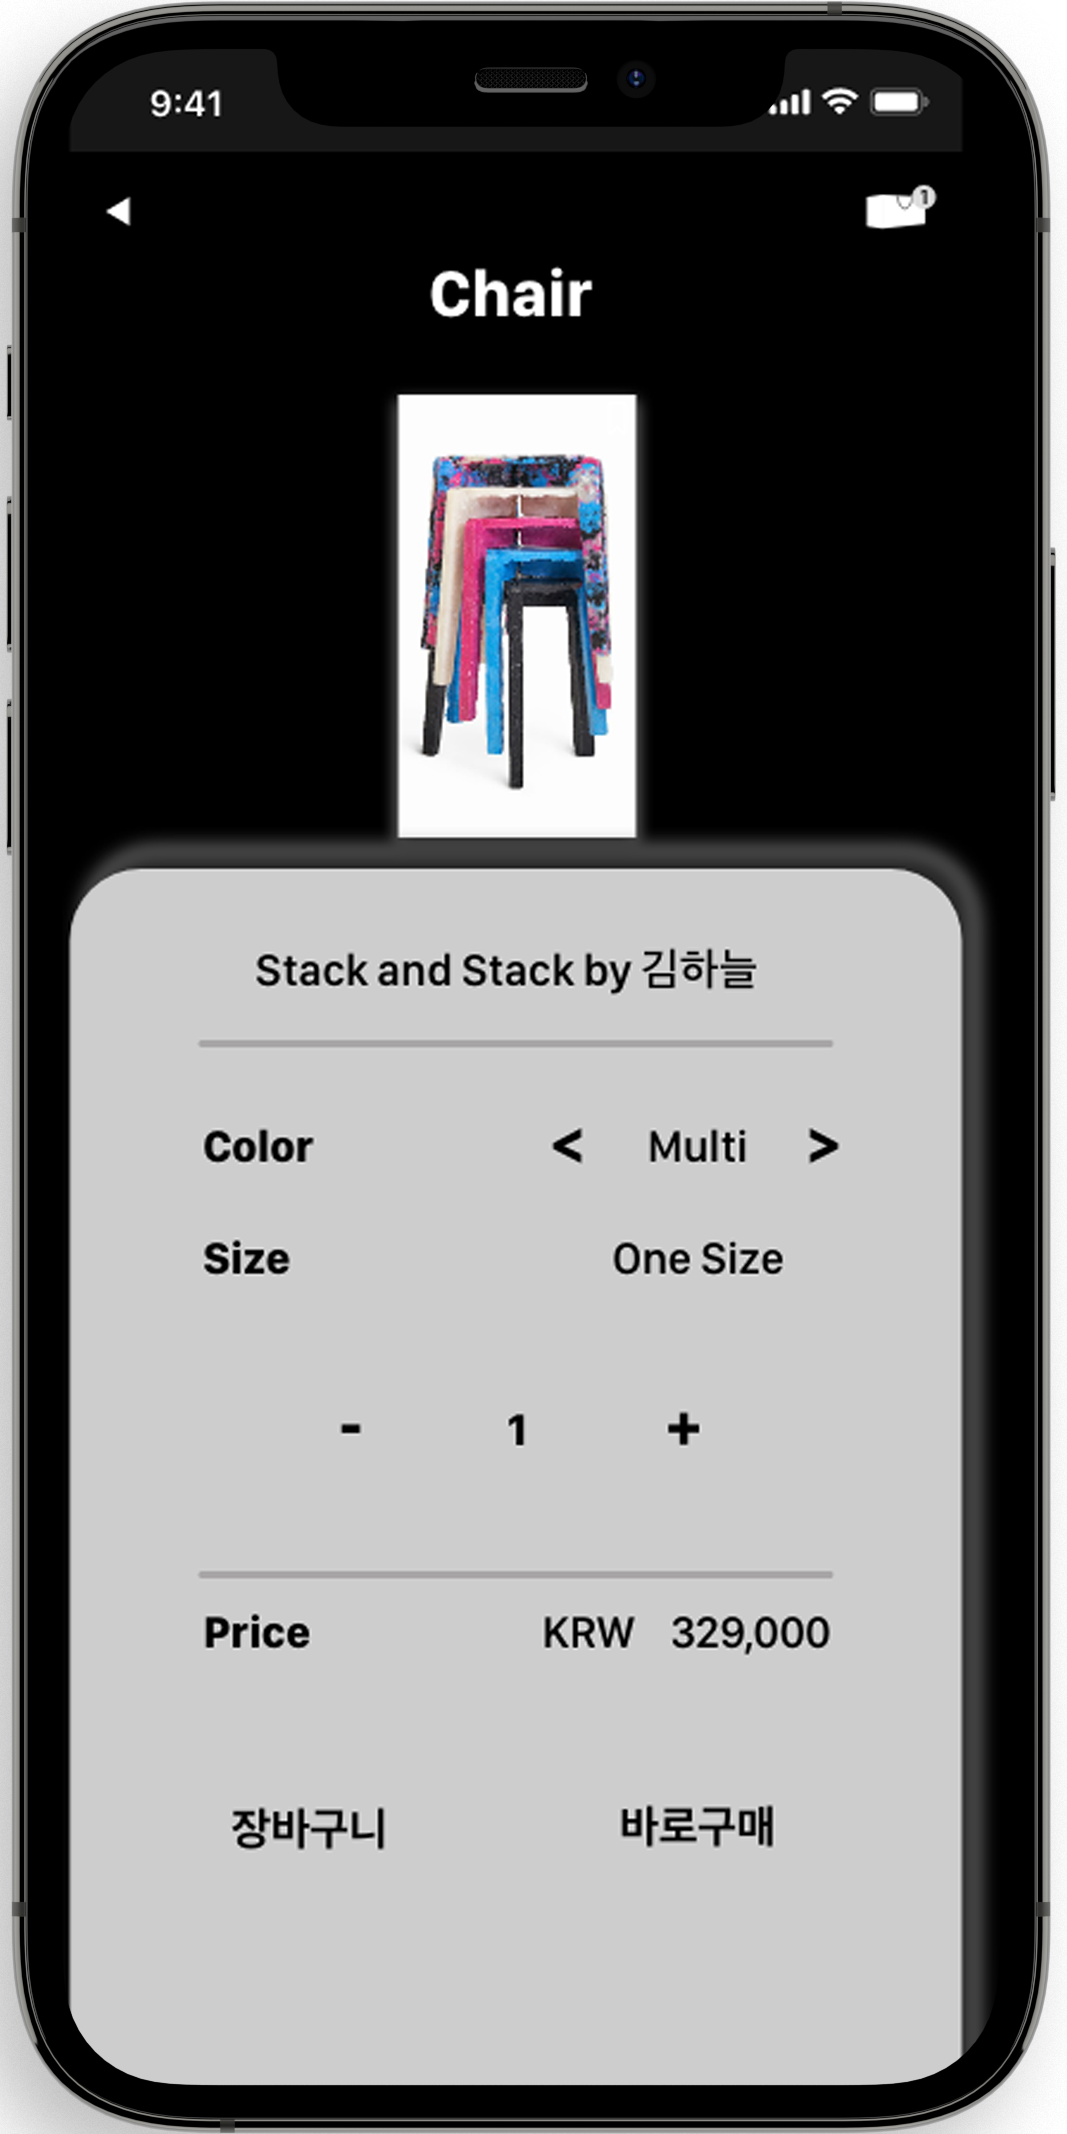 9:41
1
Chair
Stack and Stack by 김하늘
Color < Multi >
Size One Size
- 1 +
Price KRW 329,000
장바구니 바로구매